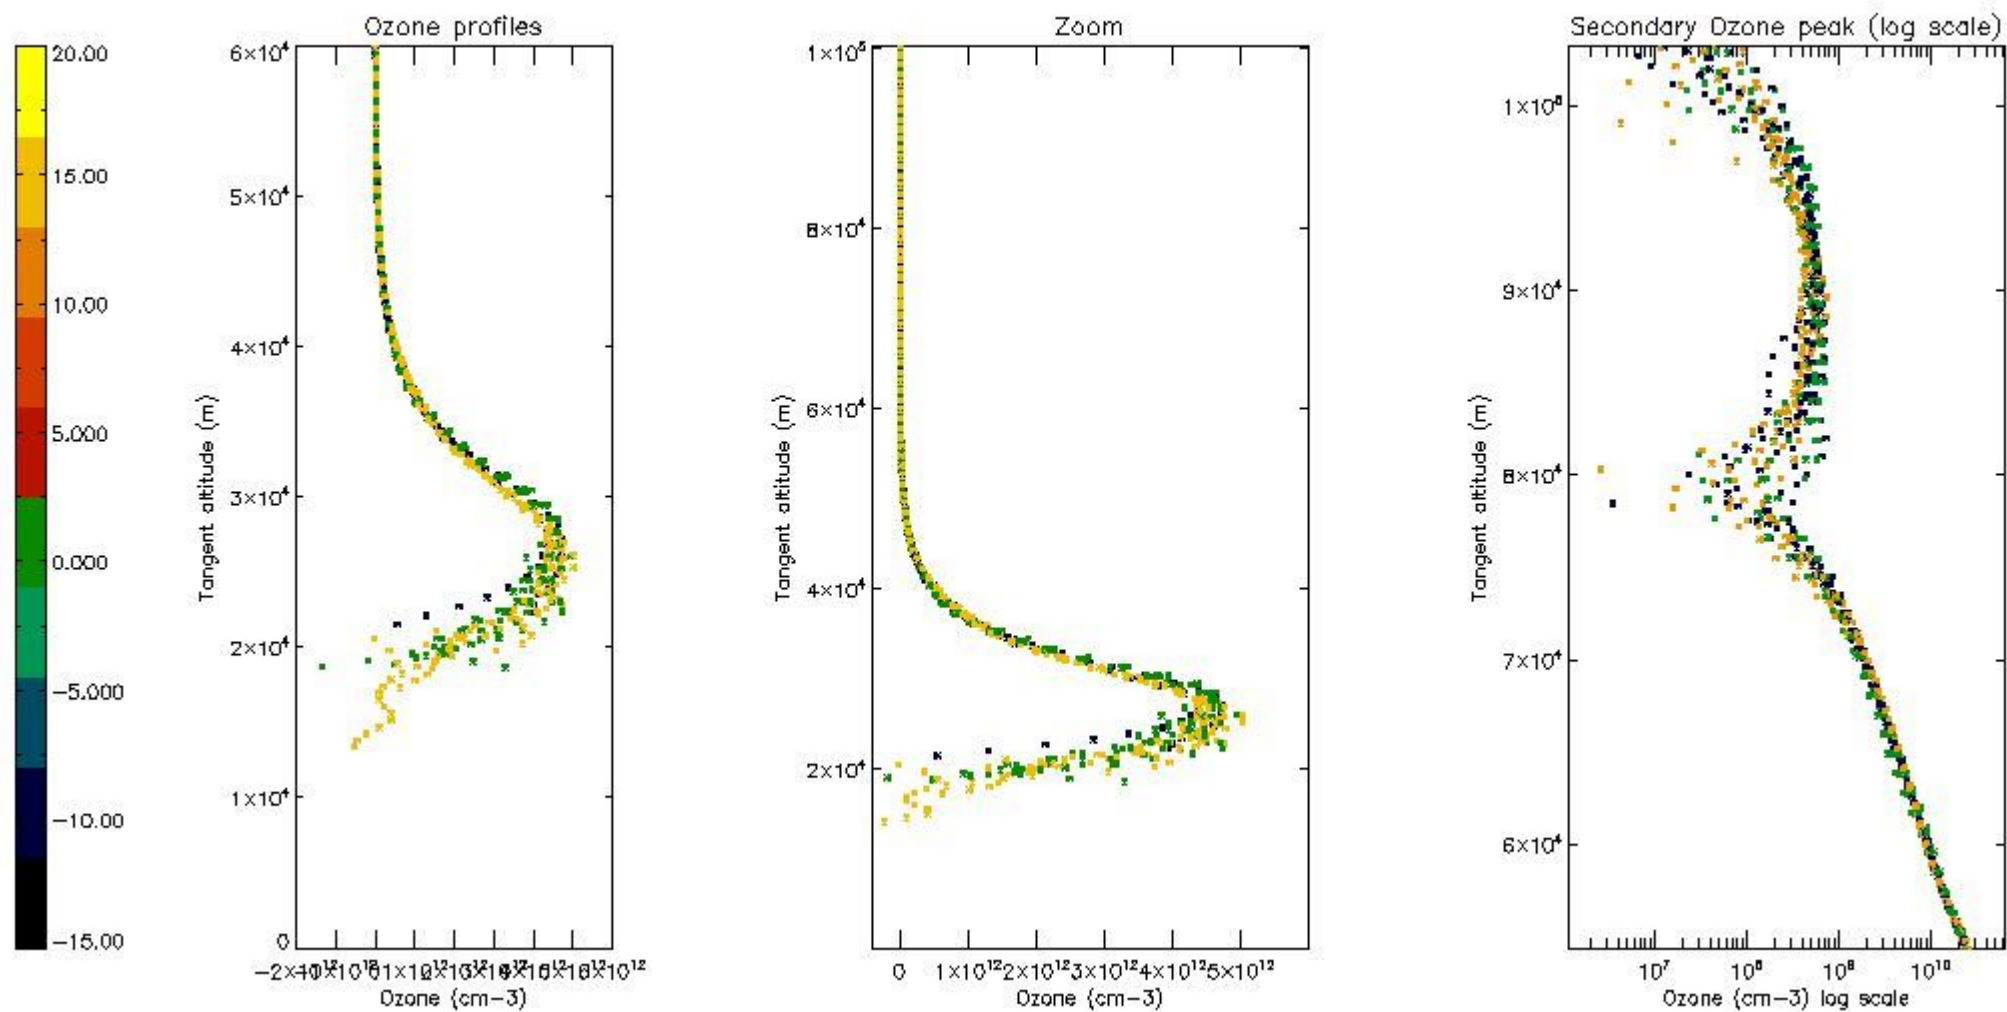 Ozone profiles
Zoom
Secondary Ozone peak (log scale)
20.00
15.00
10.00
5.000
0.000
−5.000
−10.00
−15.00
6×10⁴
5×10⁴
4×10⁴
3×10⁴
2×10⁴
1×10⁴
0
Tangent altitude (m)
Ozone (cm−3)
1×10⁵
8×10⁴
6×10⁴
4×10⁴
2×10⁴
Tangent altitude (m)
0 1×10¹² 2×10¹² 3×10¹² 4×10¹² 5×10¹²
Ozone (cm−3)
9×10⁴
8×10⁴
7×10⁴
6×10⁴
Tangent altitude (m)
10⁷ 10⁸ 10⁹ 10¹⁰
Ozone (cm−3) log scale